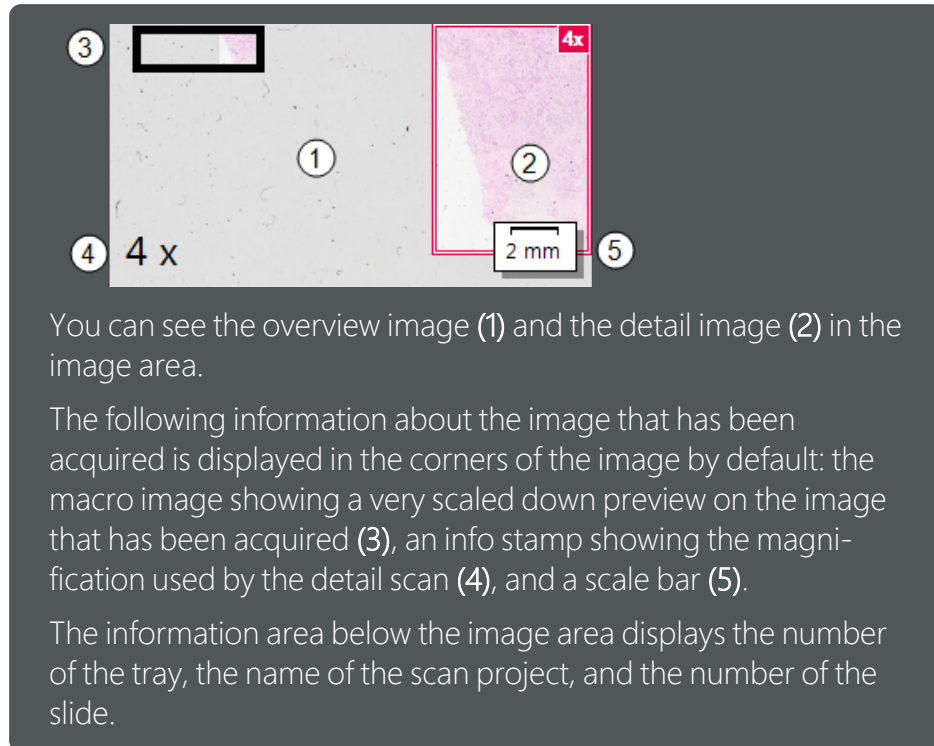 3
4x
1
2
4
4 x
2 mm
5
You can see the overview image (1) and the detail image (2) in the
image area.
The following information about the image that has been
acquired is displayed in the corners of the image by default: the
macro image showing a very scaled down preview on the image
that has been acquired (3), an info stamp showing the magni-
fication used by the detail scan (4), and a scale bar (5).
The information area below the image area displays the number
of the tray, the name of the scan project, and the number of the
slide.